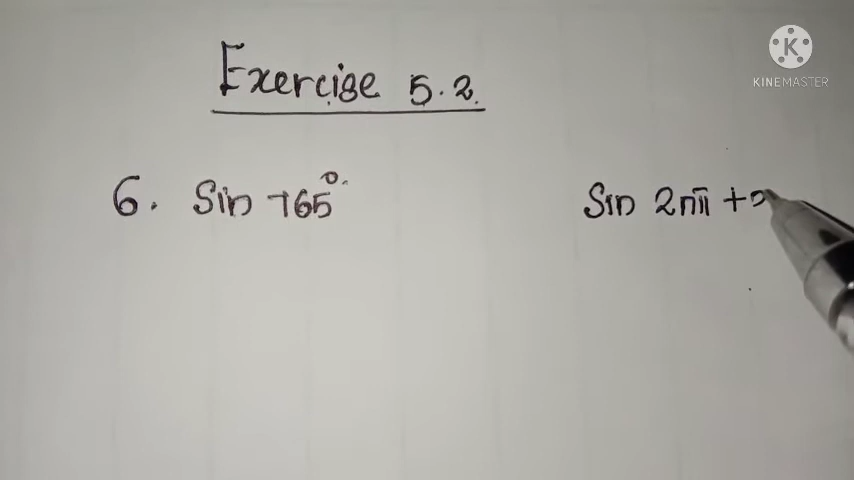 KINEMASTER
Exercise 5.2.
6. Sin 765°.
Sin 2nπ +